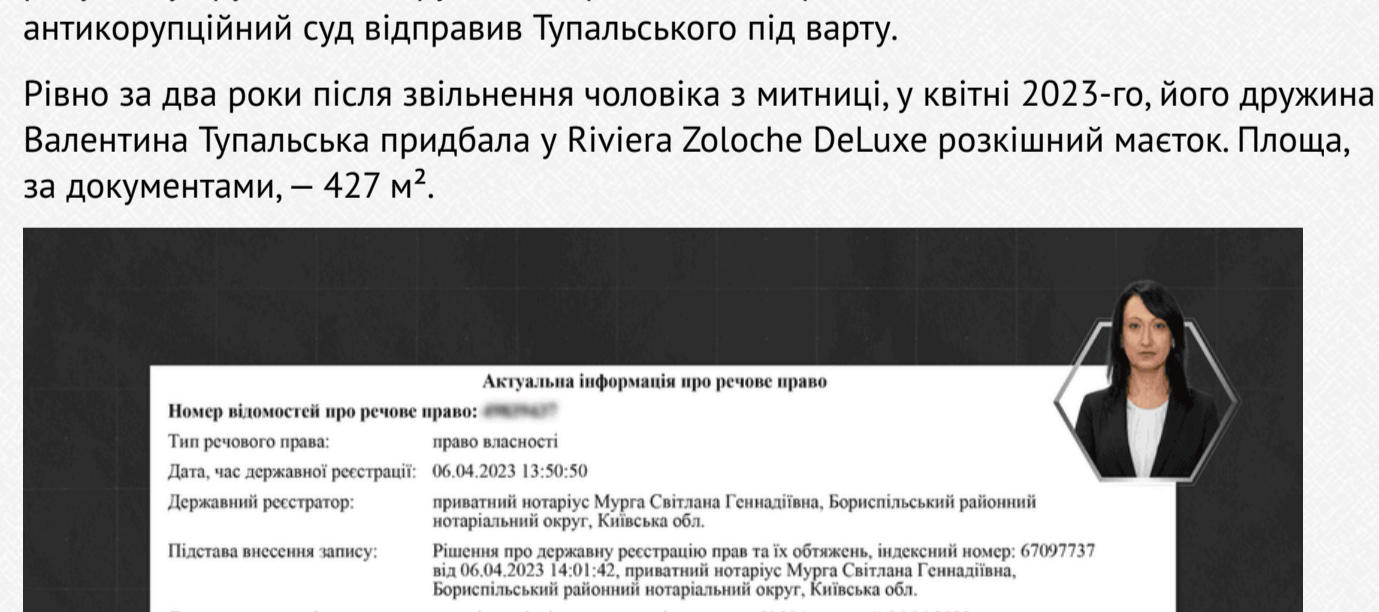 антикорупційний суд відправив Тупальського під варту.
Рівно за два роки після звільнення чоловіка з митниці, у квітні 2023-го, його дружина
Валентина Тупальська придбала у Riviera Zoloche DeLuxe розкішний маєток. Площа,
за документами, — 427 м².
Актуальна інформація про речове право
Номер відомостей про речове право:
Тип речового права: право власності
Дата, час державної реєстрації: 06.04.2023 13:50:50
Державний реєстратор: приватний нотаріус Мурга Світлана Геннадіївна, Бориспільський районний
нотаріальний округ, Київська обл.
Підстава внесення запису: Рішення про державну реєстрацію прав та їх обтяжень, індексний номер: 67097737
від 06.04.2023 14:01:42, приватний нотаріус Мурга Світлана Геннадіївна,
Бориспільський районний нотаріальний округ, Київська обл.